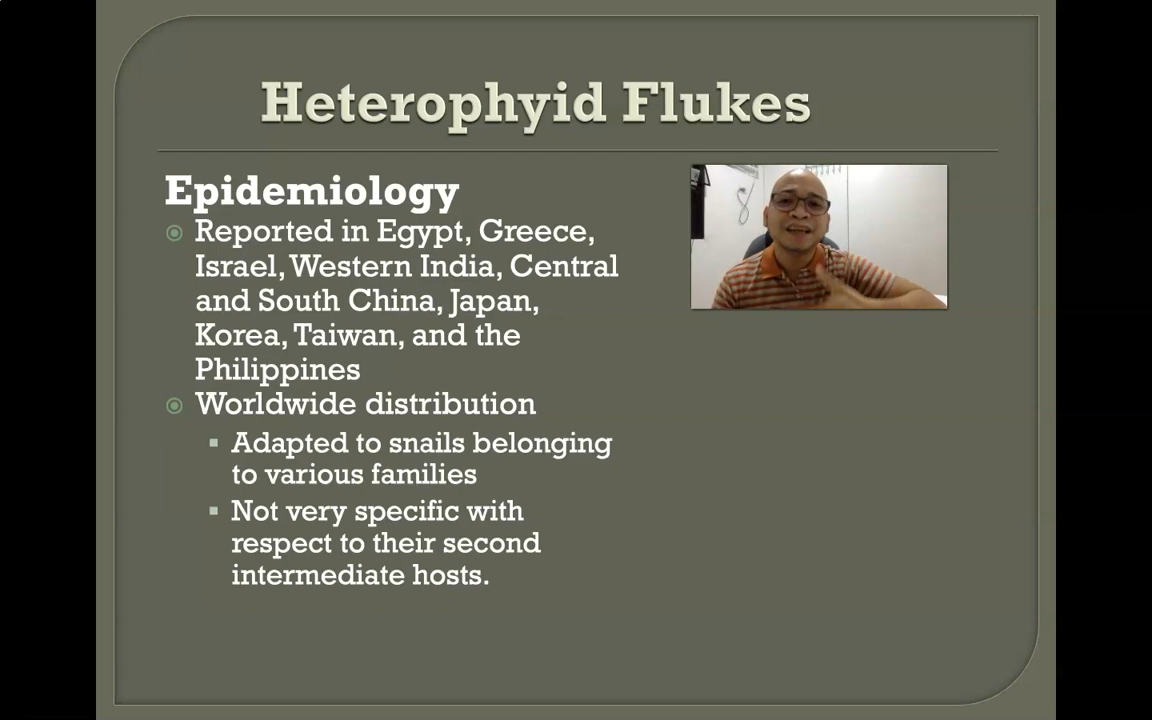 Heterophyid Flukes
Epidemiology
Reported in Egypt, Greece,
Israel, Western India, Central
and South China, Japan,
Korea, Taiwan, and the
Philippines
Worldwide distribution
Adapted to snails belonging
to various families
Not very specific with
respect to their second
intermediate hosts.